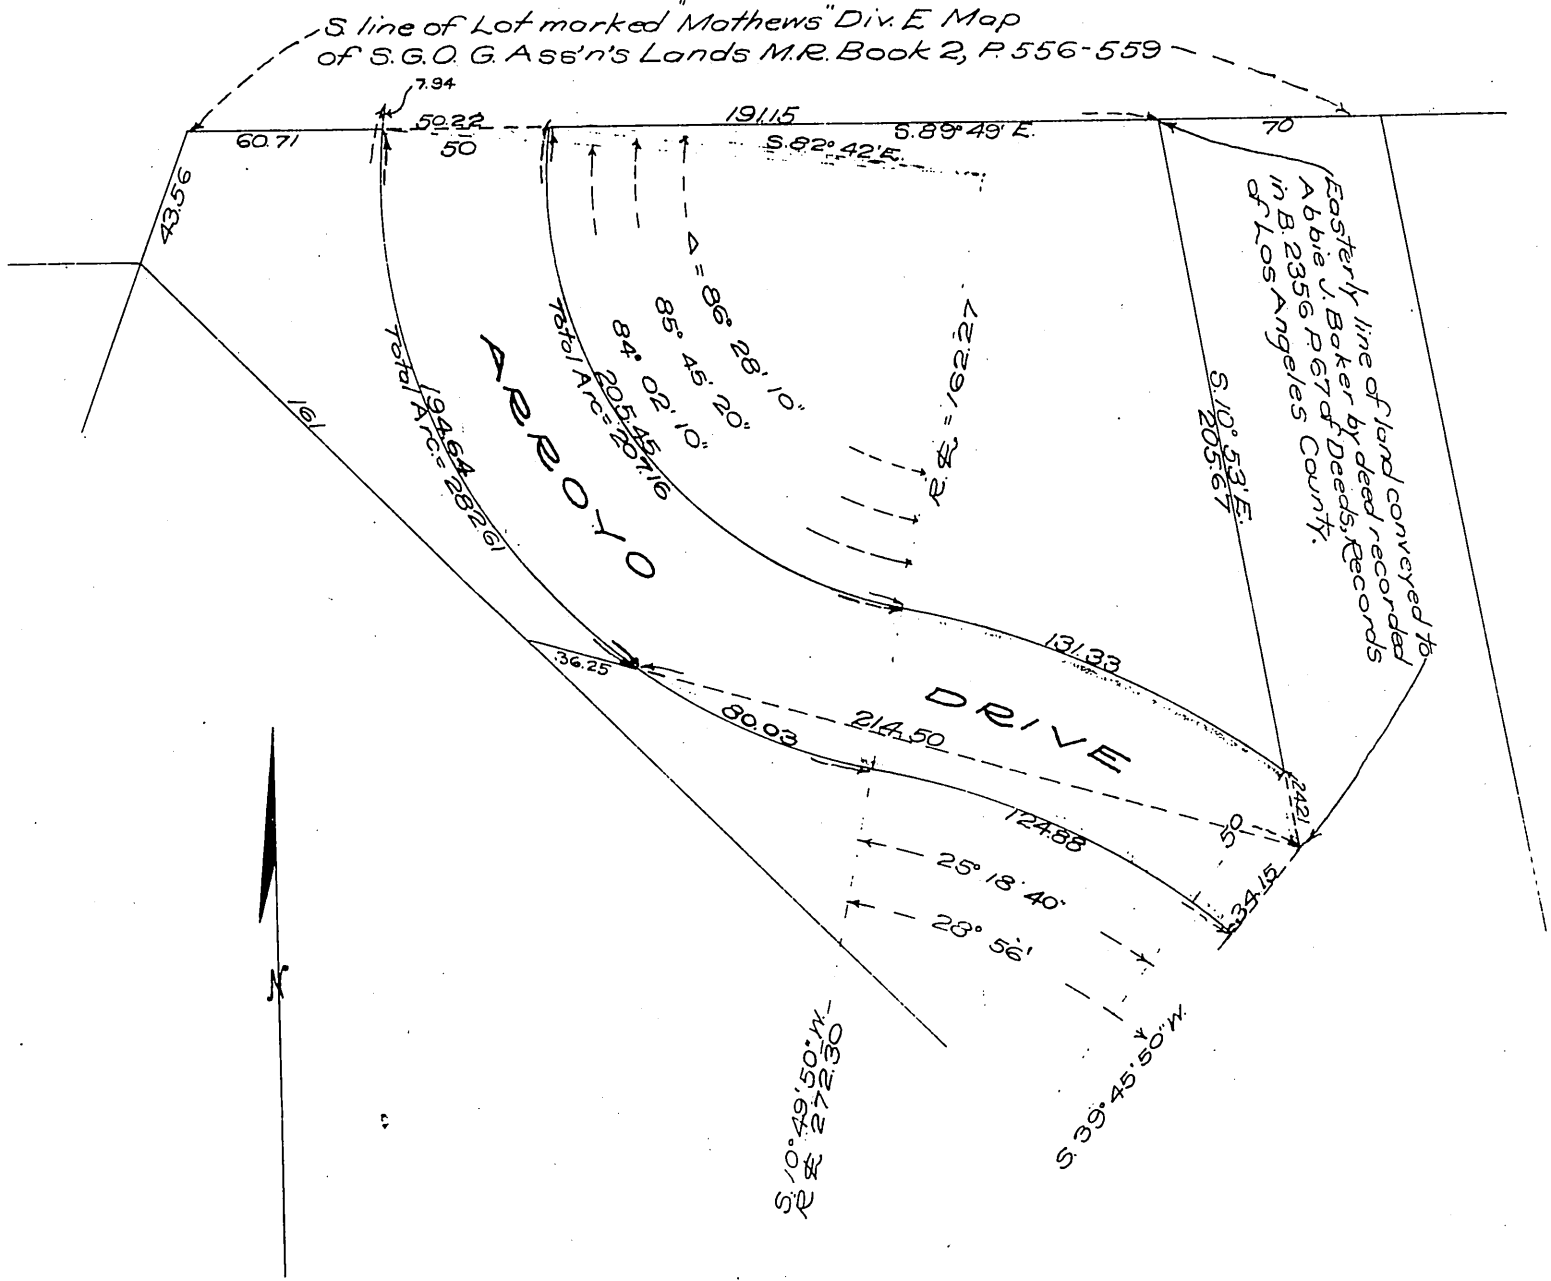 S. line of Lot marked "Mathews" Div. E Map
of S.G.O.G. Ass'n's Lands M.R. Book 2, P. 556-559
7.94
60.71
50.22
50
191.15
S. 89° 49' E.
S. 82° 42' E.
70
43.56
161
Easterly line of land conveyed to
Abbie J. Baker by deed recorded
in B. 2356 P. 67 of Deeds, Records
of Los Angeles County.
Δ = 86° 28' 10"
85° 45' 20"
84° 02' 10"
R. = 162.27
S. 10° 53' E.
205.67
194.64
Total Arc = 282.61
205.45
Total Arc = 207.16
ARROYO
DRIVE
36.25
80.03
214.50
131.33
124.88
24.21
50
34.15
25° 18' 40"
28° 56'
S. 10° 49' 50" W.
R = 272.30
S. 39° 45' 50" W.
N